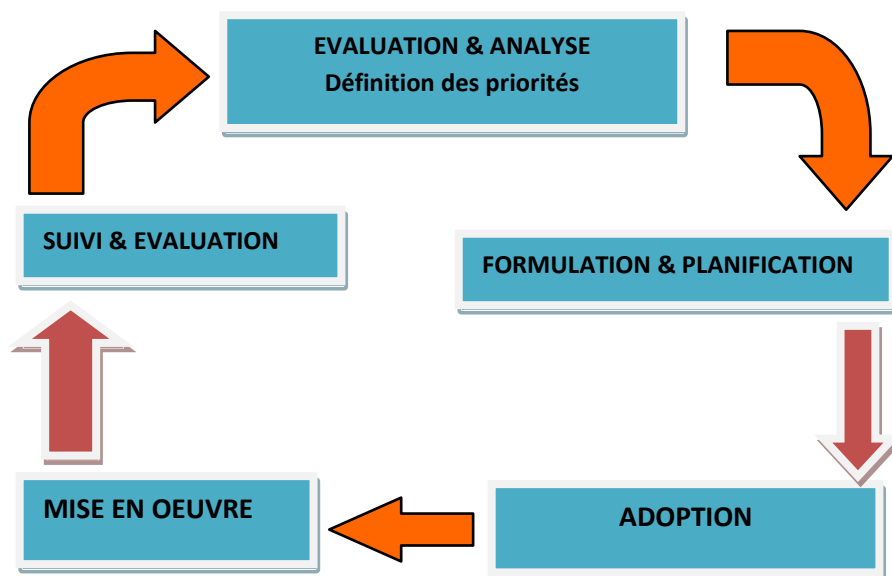 EVALUATION & ANALYSE
Définition des priorités
SUIVI & EVALUATION
FORMULATION & PLANIFICATION
MISE EN OEUVRE
ADOPTION